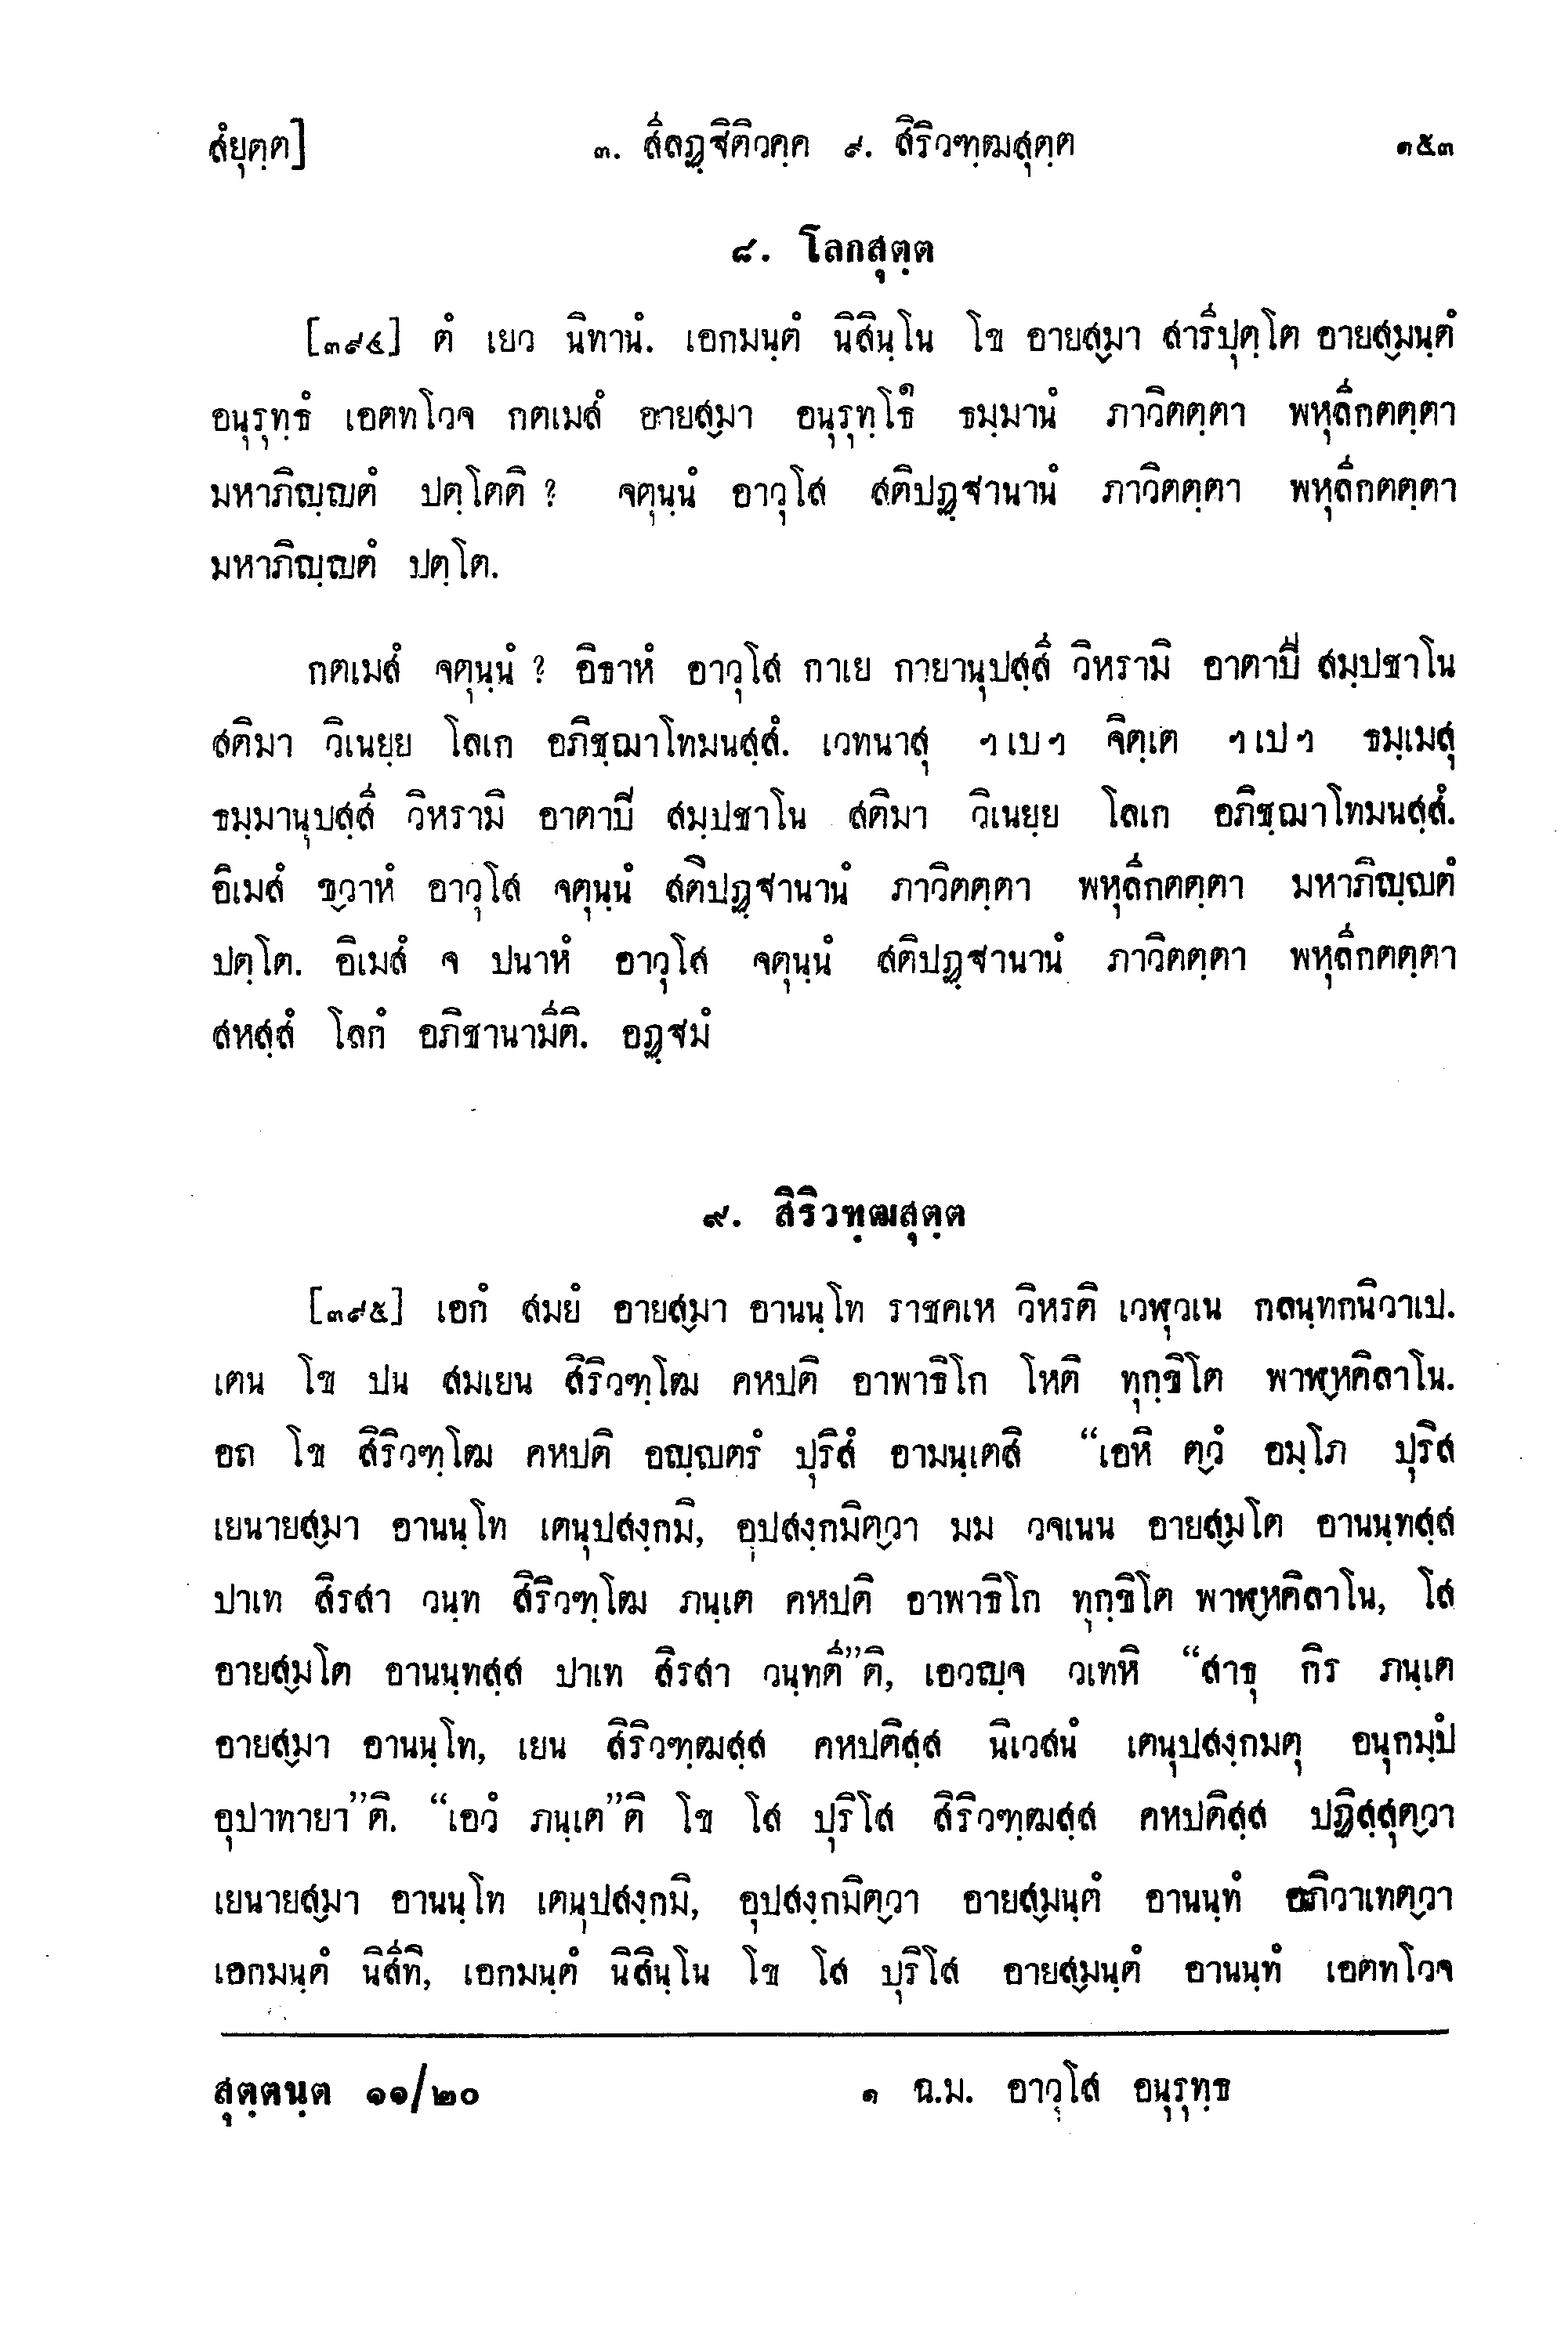 สํยุตฺต]	๓. สีลฏฺฐิติวคฺค ๙. สิริวฑฺฒสุตฺต	๑๕๓
๘. โลกสุตฺต
[๓๙๔] ตํ เยว นิทานํ. เอกมนฺตํ นิสินฺโน โข อายสฺมา สารีปุตฺโต อายสฺมนฺตํ
อนุรุทฺธํ เอตทโวจ กตเมสํ อายสฺมา อนุรุทฺโธ๑ ธมฺมานํ ภาวิตตฺตา พหุลีกตตฺตา
มหาภิญฺญตํ ปตฺโตติ ? จตุนฺนํ อาวุโส สติปฏฺฐานานํ ภาวิตตฺตา พหุลีกตตฺตา
มหาภิญฺญตํ ปตฺโต.
กตเมสํ จตุนฺนํ ? อิธาหํ อาวุโส กาเย กายานุปสฺสี วิหรามิ อาตาปี สมฺปชาโน
สติมา วิเนยฺย โลเก อภิชฺฌาโทมนสฺสํ. เวทนาสุ ฯเปฯ จิตฺเต ฯเปฯ ธมฺเมสุ
ธมฺมานุปสฺสี วิหรามิ อาตาปี สมฺปชาโน สติมา วิเนยฺย โลเก อภิชฺฌาโทมนสฺสํ.
อิเมสํ ขฺวาหํ อาวุโส จตุนฺนํ สติปฏฺฐานานํ ภาวิตตฺตา พหุลีกตตฺตา มหาภิญฺญตํ
ปตฺโต. อิเมสํ จ ปนาหํ อาวุโส จตุนฺนํ สติปฏฺฐานานํ ภาวิตตฺตา พหุลีกตตฺตา
สหสฺสํ โลกํ อภิชานามีติ. อฏฺฐมํ
๙. สิริวฑฺฒสุตฺต
[๓๙๕] เอกํ สมยํ อายสฺมา อานนฺโท ราชคเห วิหรติ เวฬุวเน กลนฺทกนิวาเป.
เตน โข ปน สมเยน สิริวฑฺโฒ คหปติ อาพาธิโก โหติ ทุกฺขิโต พาฬฺหคิลาโน.
อถ โข สิริวฑฺโฒ คหปติ อญฺญตรํ ปุริสํ อามนฺเตสิ “เอหิ ตฺวํ อมฺโภ ปุริส
เยนายสฺมา อานนฺโท เตนุปสงฺกมิ, อุปสงฺกมิตฺวา มม วจเนน อายสฺมโต อานนฺทสฺส
ปาเท สิรสา วนฺท สิริวฑฺโฒ ภนฺเต คหปติ อาพาธิโก ทุกฺขิโต พาฬฺหคิลาโน, โส
อายสฺมโต อานนฺทสฺส ปาเท สิรสา วนฺทตี”ติ, เอวญฺจ วเทหิ “สาธุ กิร ภนฺเต
อายสฺมา อานนฺโท, เยน สิริวฑฺฒสฺส คหปติสฺส นิเวสนํ เตนุปสงฺกมตุ อนุกมฺปํ
อุปาทายา”ติ. “เอวํ ภนฺเต”ติ โข โส ปุริโส สิริวฑฺฒสฺส คหปติสฺส ปฏิสฺสุตฺวา
เยนายสฺมา อานนฺโท เตนุปสงฺกมิ, อุปสงฺกมิตฺวา อายสฺมนฺตํ อานนฺทํ อภิวาเทตฺวา
เอกมนฺตํ นิสีทิ, เอกมนฺตํ นิสินฺโน โข โส ปุริโส อายสฺมนฺตํ อานนฺทํ เอตทโวจ
สุตฺตนฺต ๑๑/๒๐	๑ ฉ.ม. อาวุโส อนุรุทฺธ